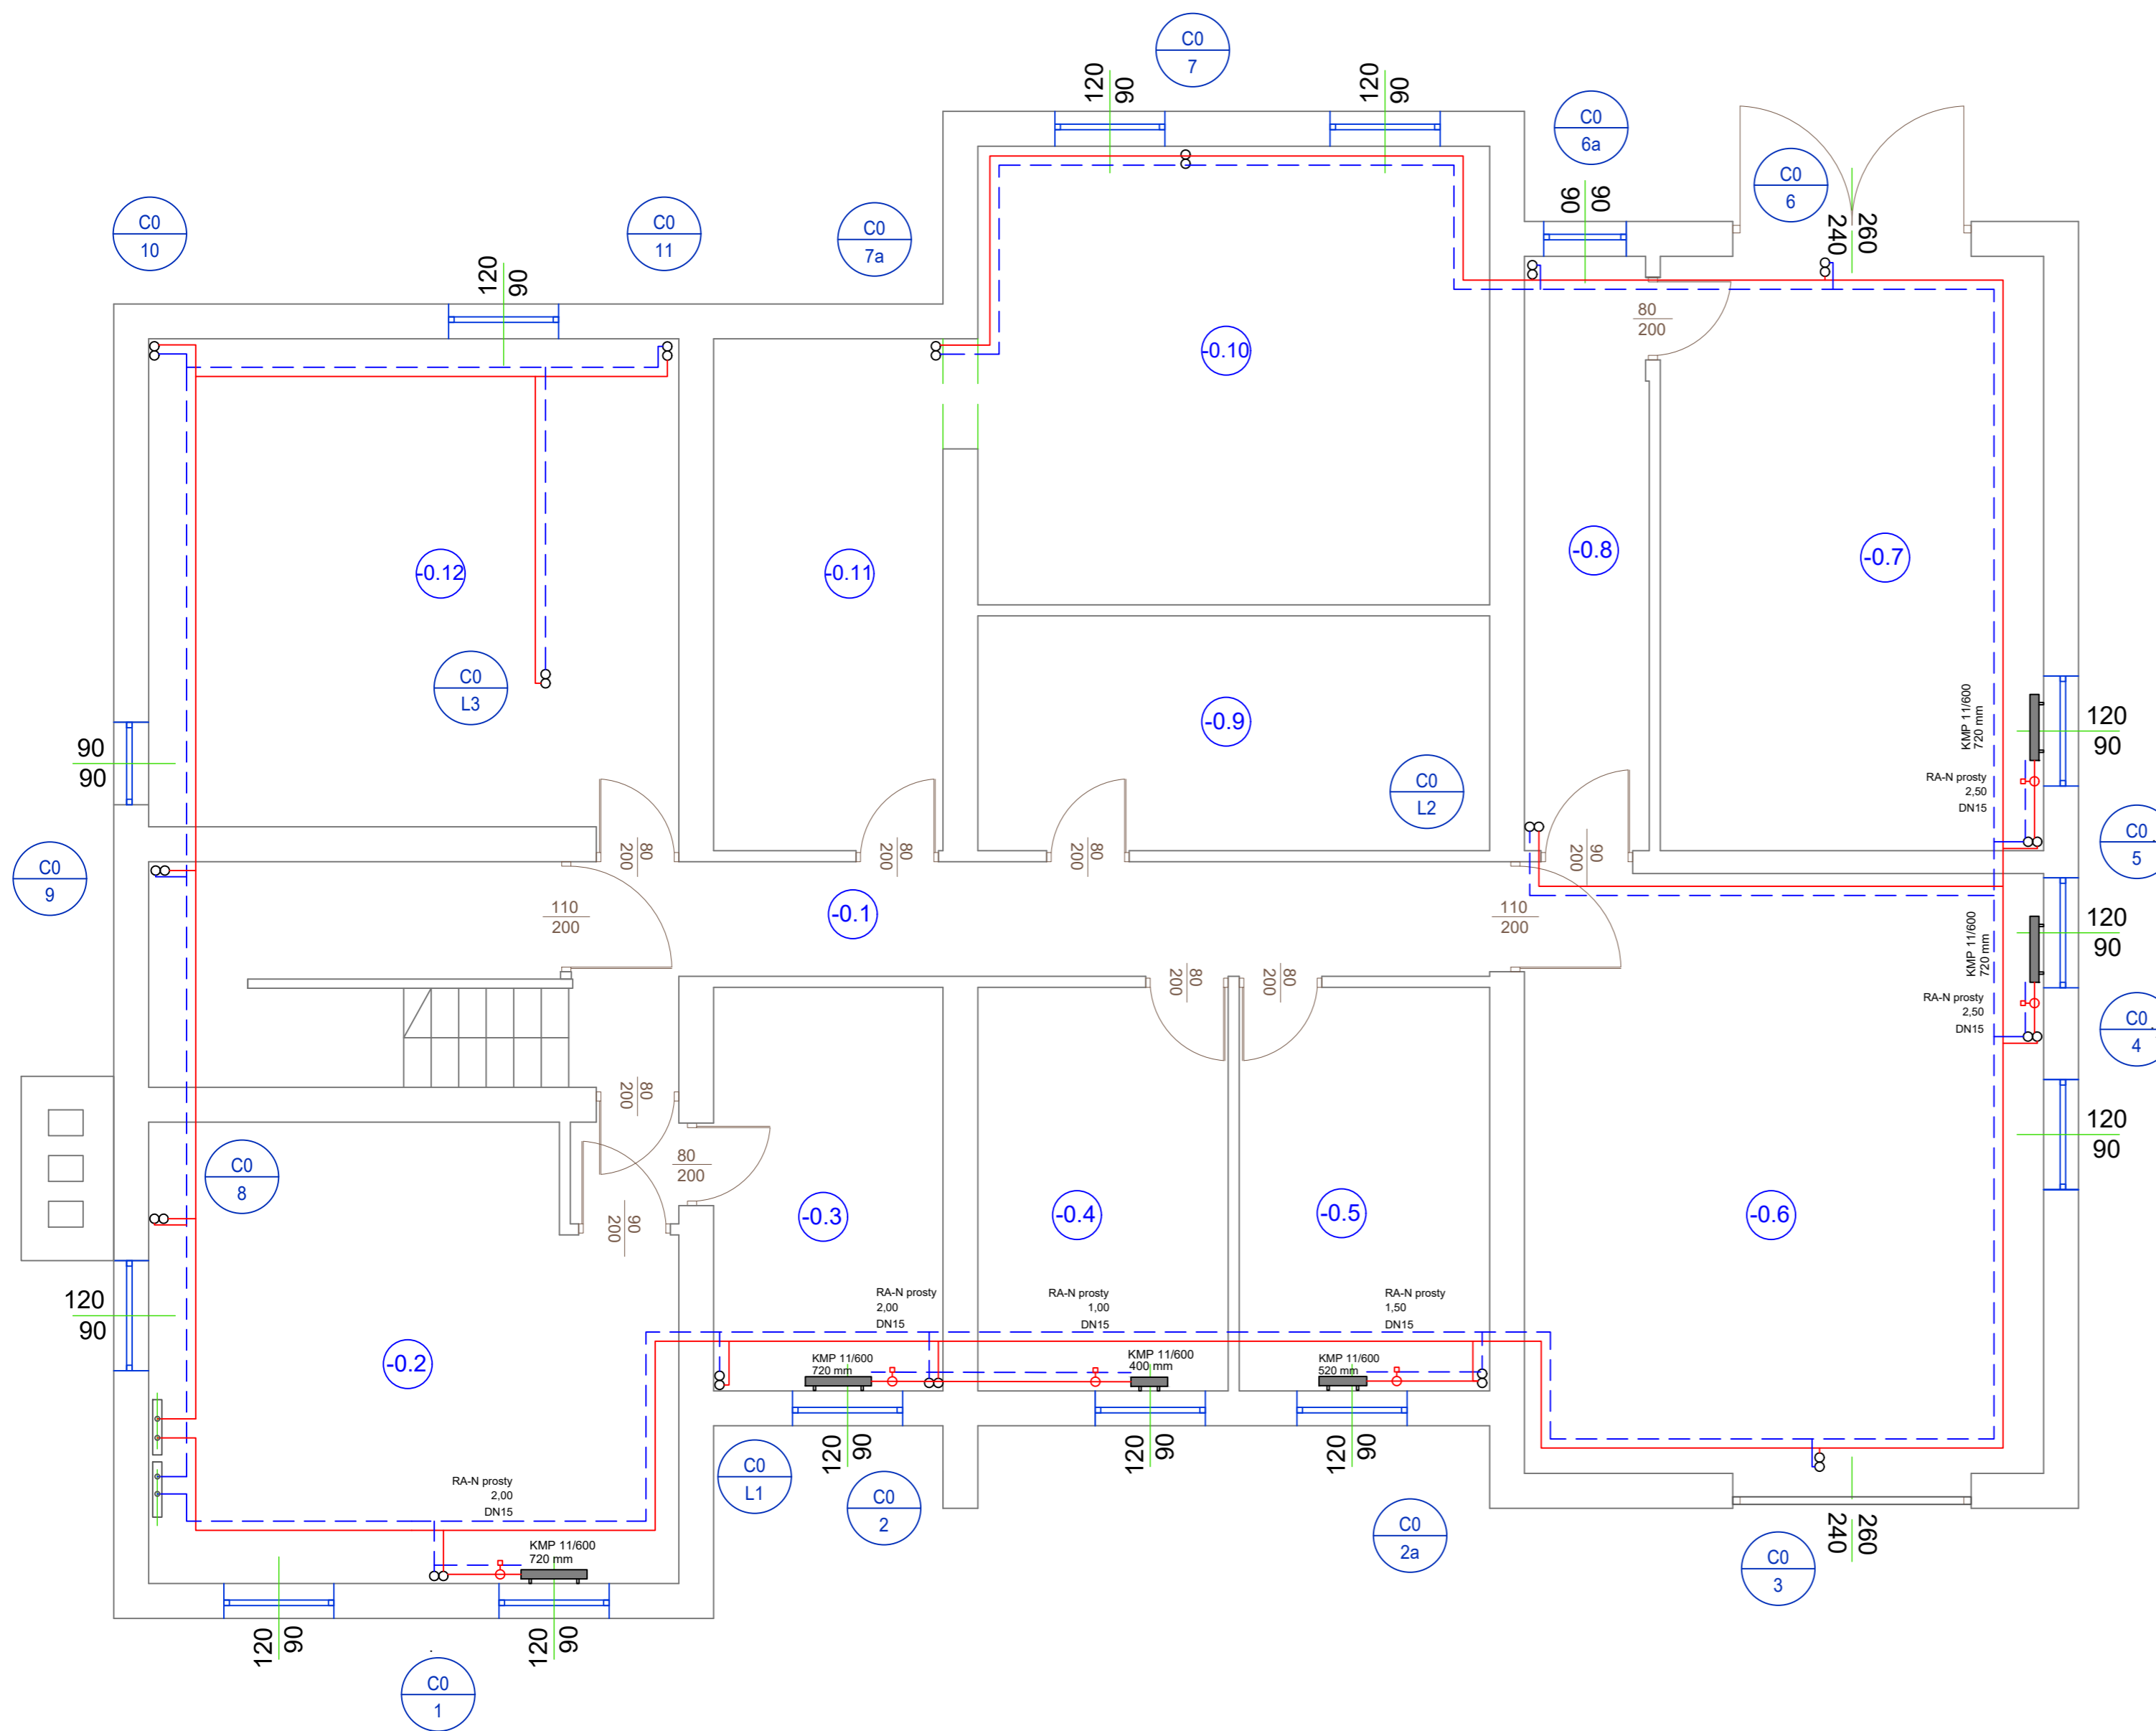 C0
7
120
90
120
90
C0
6a
C0
6
90
90
260
240
C0
10
C0
11
C0
7a
120
90
80
200
-0.10
-0.12
-0.11
-0.8
-0.7
C0
L3
-0.9
KMP 11/600
720 mm
120
90
90
90
RA-N prosty
2,50
DN15
C0
L2
80
200
80
200
80
200
90
200
C0
5
C0
9
110
200
-0.1
110
200
120
90
KMP 11/600
720 mm
80
200
80
200
RA-N prosty
2,50
DN15
C0
4
80
200
120
90
C0
8
80
200
90
200
-0.3
-0.4
-0.5
-0.6
120
90
RA-N prosty
2,00
DN15
RA-N prosty
1,00
DN15
RA-N prosty
1,50
DN15
-0.2
KMP 11/600
720 mm
KMP 11/600
400 mm
KMP 11/600
520 mm
120
90
120
90
120
90
C0
L1
RA-N prosty
2,00
DN15
C0
2
C0
2a
260
240
KMP 11/600
720 mm
C0
3
120
90
120
90
C0
1